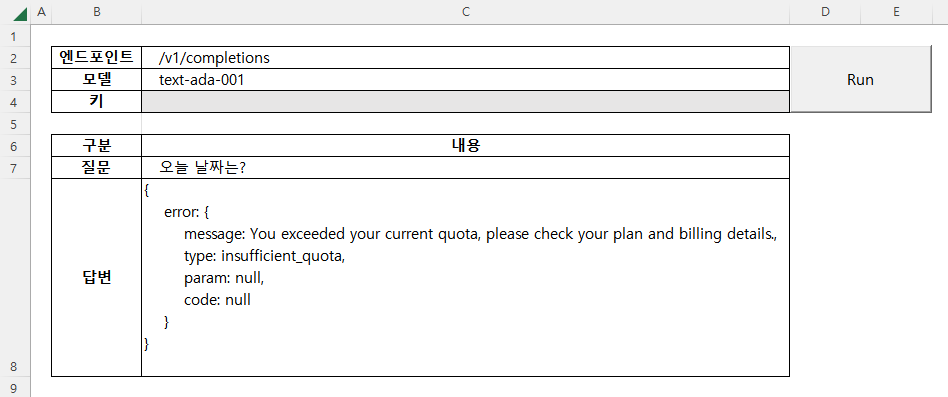 A B C D E
1
2 엔드포인트 /v1/completions
3 모델 text-ada-001 Run
4 키
5
6 구분 내용
7 질문 오늘 날짜는?
{
error: {
message: You exceeded your current quota, please check your plan and billing details.,
type: insufficient_quota,
답변 param: null,
code: null
}
}
8
9